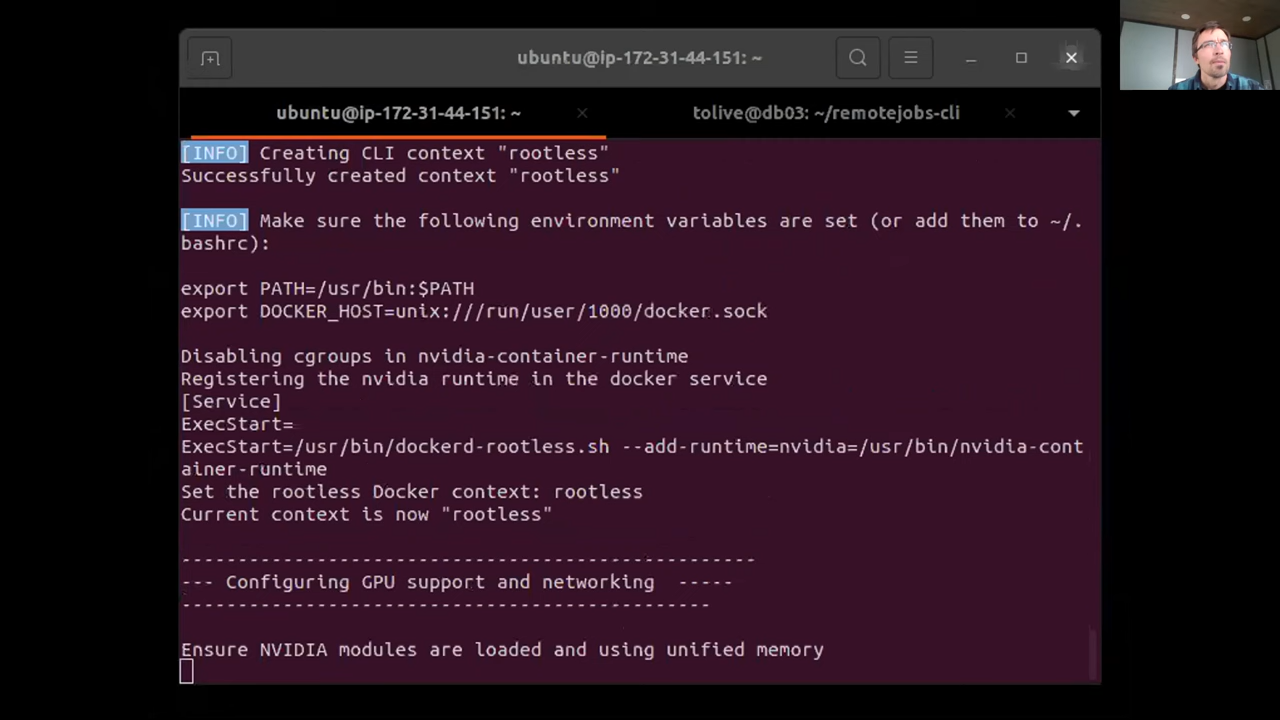 ubuntu@ip-172-31-44-151: ~
ubuntu@ip-172-31-44-151: ~
tolive@db03: ~/remotejobs-cli
[INFO] Creating CLI context "rootless"
Successfully created context "rootless"
[INFO] Make sure the following environment variables are set (or add them to ~/.
bashrc):
export PATH=/usr/bin:$PATH
export DOCKER_HOST=unix:///run/user/1000/docker.sock
Disabling cgroups in nvidia-container-runtime
Registering the nvidia runtime in the docker service
[Service]
ExecStart=
ExecStart=/usr/bin/dockerd-rootless.sh --add-runtime=nvidia=/usr/bin/nvidia-cont
ainer-runtime
Set the rootless Docker context: rootless
Current context is now "rootless"
---------------------------------------------------
--- Configuring GPU support and networking  -----
-----------------------------------------------
Ensure NVIDIA modules are loaded and using unified memory